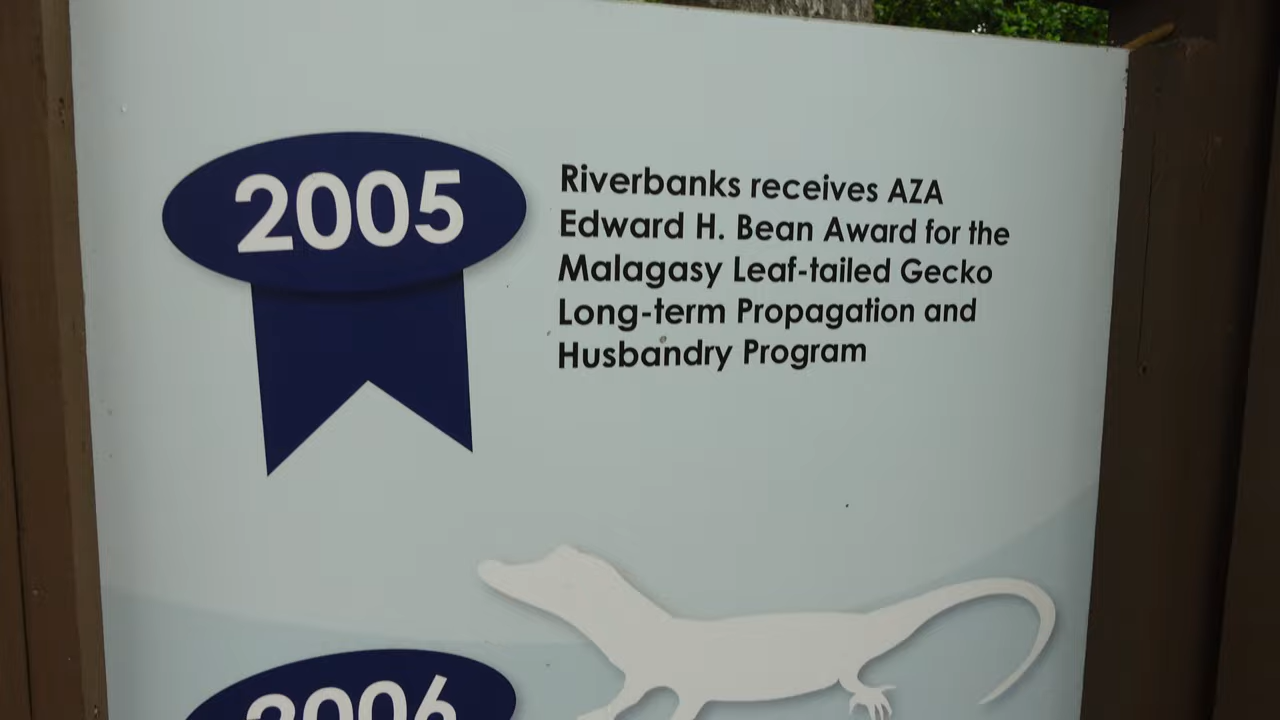 2005
Riverbanks receives AZA
Edward H. Bean Award for the
Malagasy Leaf-tailed Gecko
Long-term Propagation and
Husbandry Program
2006